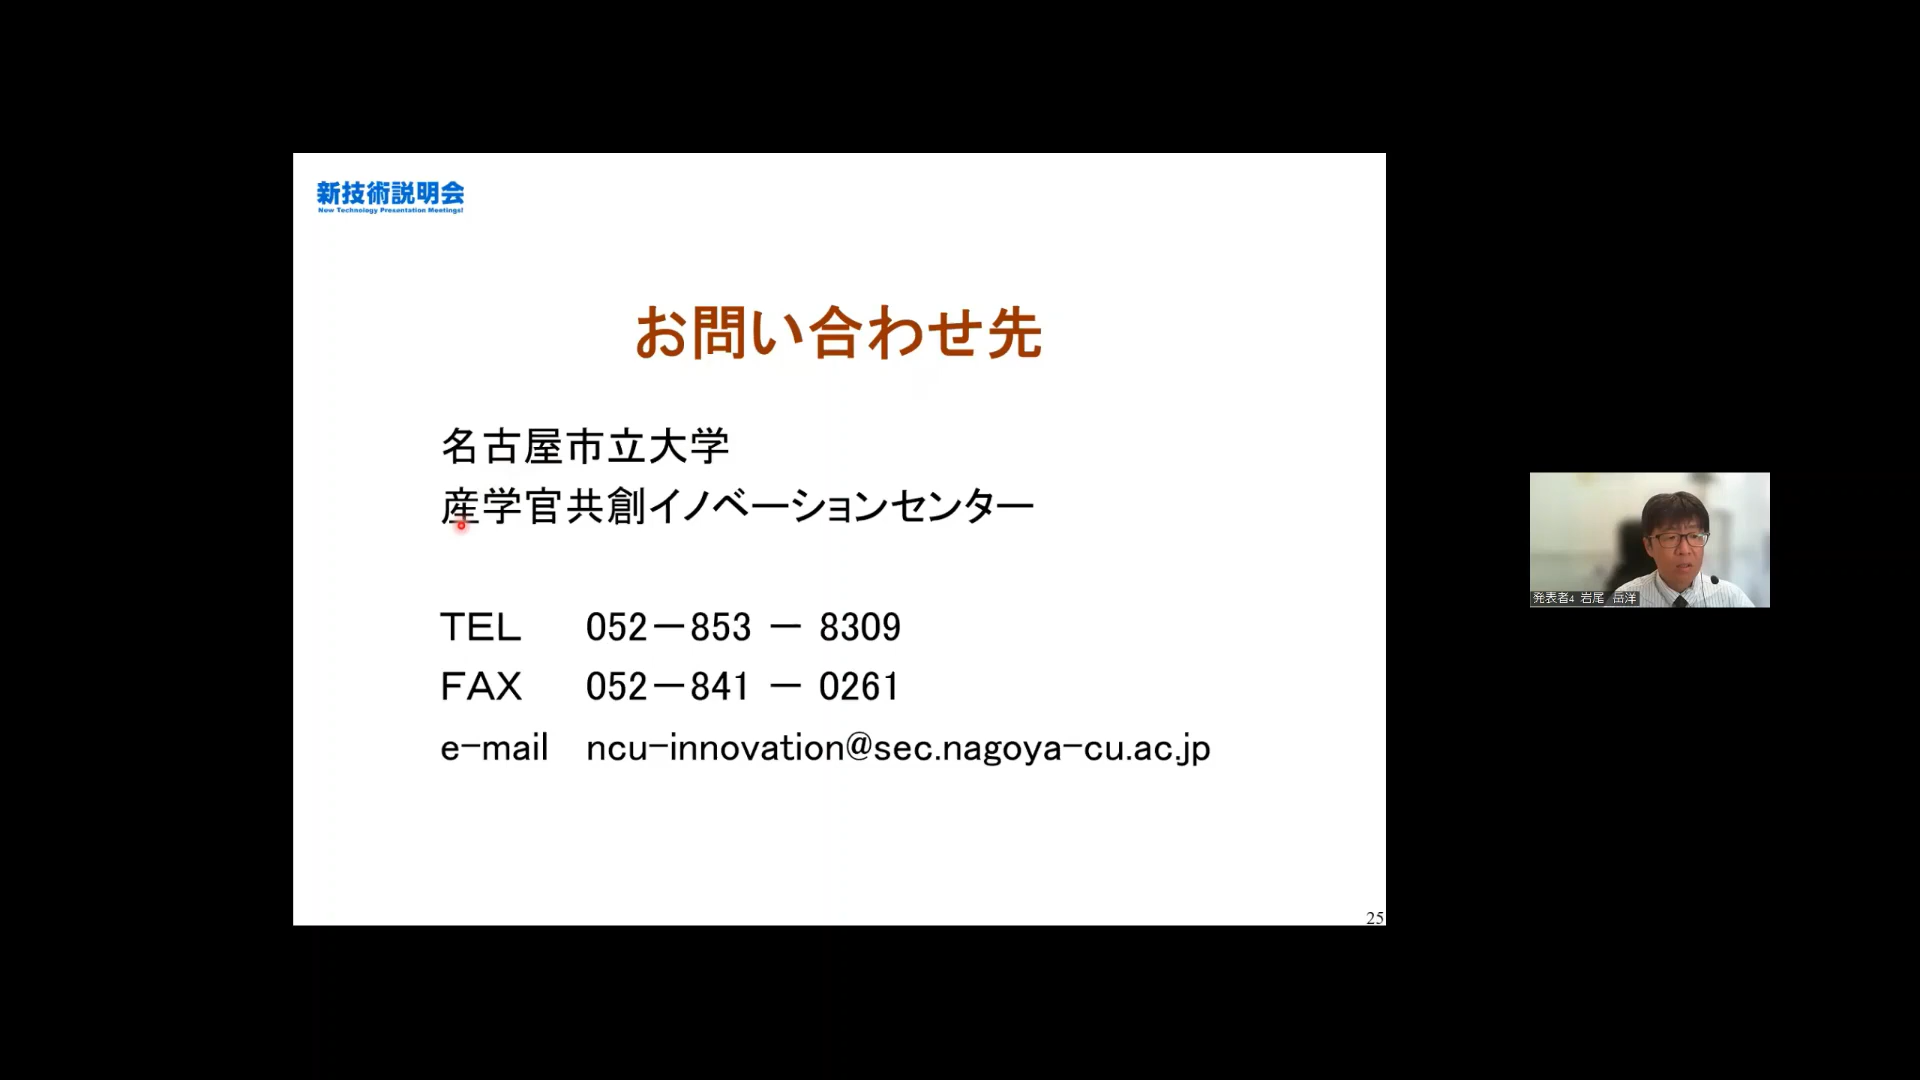 新技術説明会
New Technology Presentation Meetings!
お問い合わせ先
名古屋市立大学
産学官共創イノベーションセンター
TEL 052－853 － 8309
FAX 052－841 － 0261
e-mail ncu-innovation@sec.nagoya-cu.ac.jp
25
発表者4 岩尾 岳洋